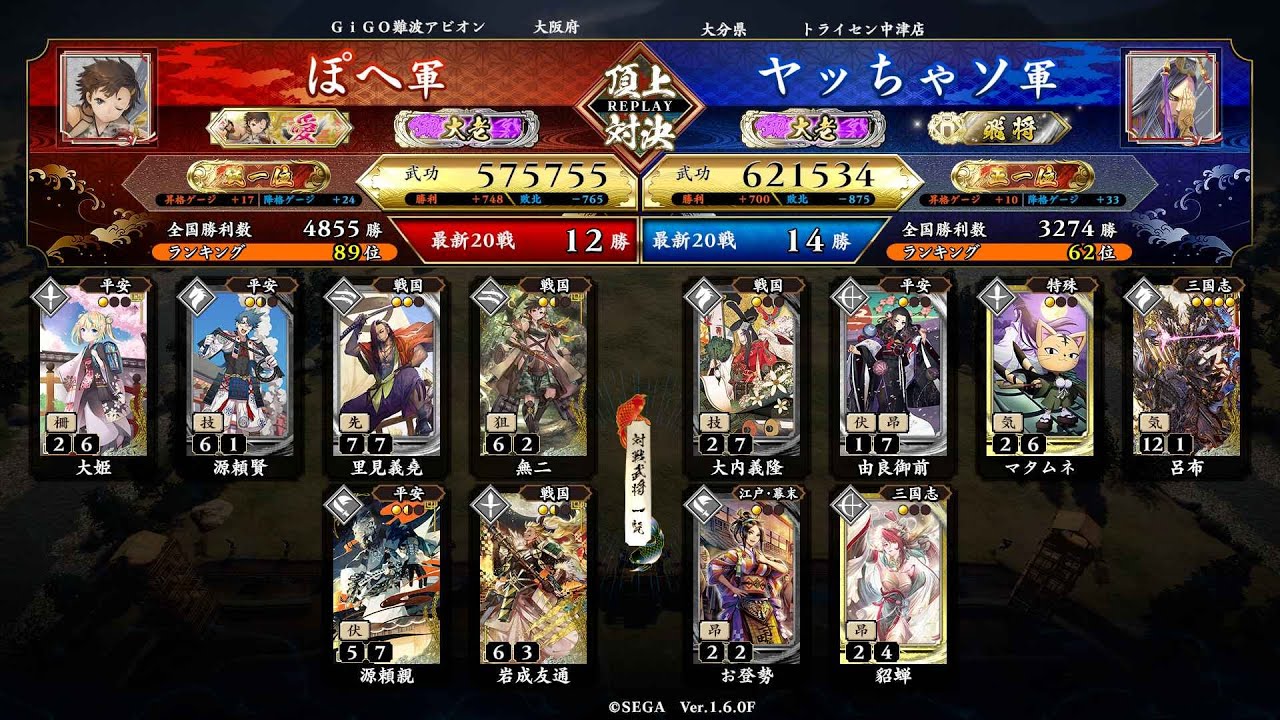 GiGO難波アビオン 大阪府
大分県 トライセン中津店
ぽへ軍
頂上
REPLAY
対決
ヤッちゃソ軍
愛
大老
大老
飛将
一位
武功 575755
勝利 +748 敗北 -765
武功 621534
勝利 +700 敗北 -875
一位
昇格ゲージ +17 降格ゲージ +24
昇格ゲージ +10 降格ゲージ +33
全国勝利数 4855勝
ランキング 89位
最新20戦 12勝
最新20戦 14勝
全国勝利数 3274勝
ランキング 62位
平安
柵
2 6
大姫
平安
技
6 1
源頼賢
戦国
先
7 7
里見義堯
戦国
狙
6 2
無二
対戦武将一覧
戦国
技
2 7
大内義隆
平安
伏 昴
1 7
由良御前
特殊
気
2 6
マタムネ
三国志
気
12 1
呂布
平安
伏
5 7
源頼親
戦国
6 3
岩成友通
江戸・幕末
昴
2 2
お登勢
三国志
昴
2 4
貂蝉
©SEGA Ver.1.6.0F